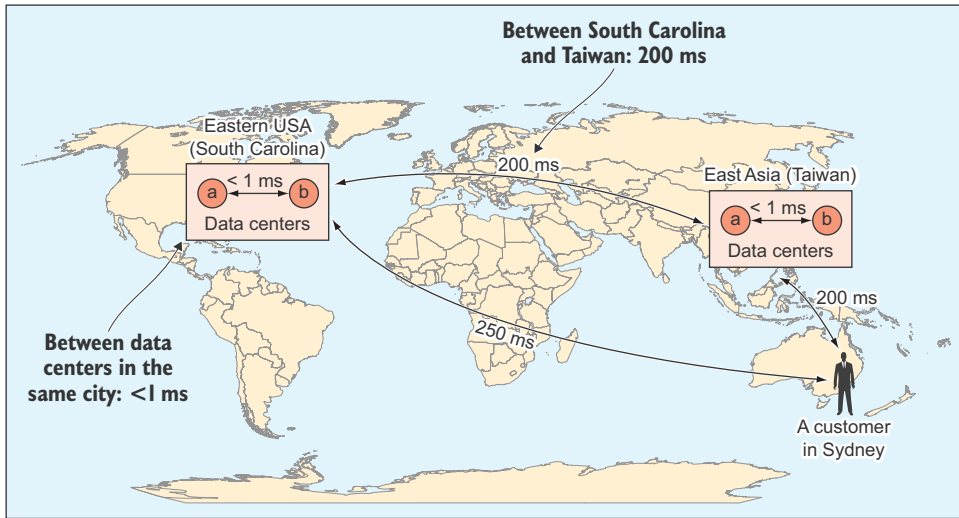 Between South Carolina
and Taiwan: 200 ms
Eastern USA
(South Carolina)
< 1 ms
a
b
Data centers
200 ms
East Asia (Taiwan)
< 1 ms
a
b
Data centers
200 ms
250 ms
Between data
centers in the
same city: <1 ms
A customer
in Sydney